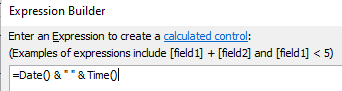 Expression Builder
Enter an Expression to create a calculated control:
(Examples of expressions include [field1] + [field2] and [field1] < 5)
=Date() & " " & Time()